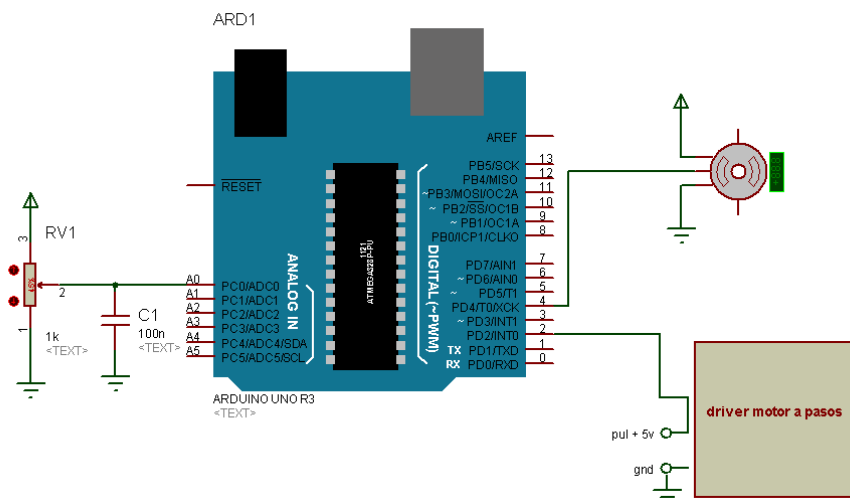 ARD1
RESET
AREF
PB5/SCK 13
PB4/MISO 12
~PB3/MOSI/OC2A 11
~ PB2/SS/OC1B 10
~ PB1/OC1A 9
PB0/ICP1/CLKO 8
PD7/AIN1 7
~ PD6/AIN0 6
~ PD5/T1 5
PD4/T0/XCK 4
~ PD3/INT1 3
PD2/INT0 2
TX PD1/TXD 1
RX PD0/RXD 0
DIGITAL (~PWM)
1121
ATMEGA328P-PU
ANALOG IN
A0 PC0/ADC0
A1 PC1/ADC1
A2 PC2/ADC2
A3 PC3/ADC3
A4 PC4/ADC4/SDA
A5 PC5/ADC5/SCL
ARDUINO UNO R3
<TEXT>
RV1
3
46%
2
1
1k
<TEXT>
C1
100n
<TEXT>
driver motor a pasos
pul + 5v
gnd